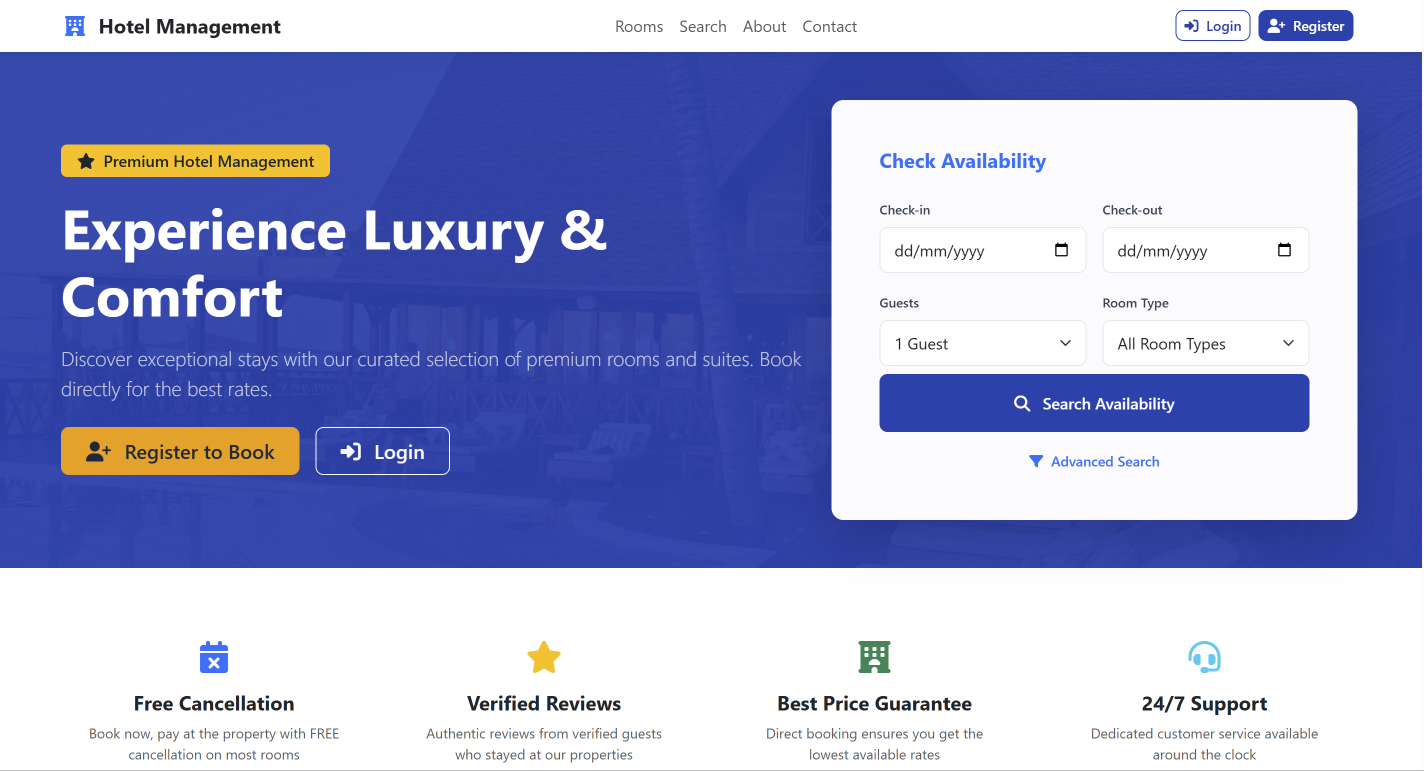 Hotel Management
Rooms Search About Contact
Login
Register
Premium Hotel Management
Experience Luxury &
Comfort
Discover exceptional stays with our curated selection of premium rooms and suites. Book
directly for the best rates.
Register to Book
Login
Check Availability
Check-in
Check-out
dd/mm/yyyy
dd/mm/yyyy
Guests
Room Type
1 Guest
All Room Types
Search Availability
Advanced Search
Free Cancellation
Book now, pay at the property with FREE
cancellation on most rooms
Verified Reviews
Authentic reviews from verified guests
who stayed at our properties
Best Price Guarantee
Direct booking ensures you get the
lowest available rates
24/7 Support
Dedicated customer service available
around the clock